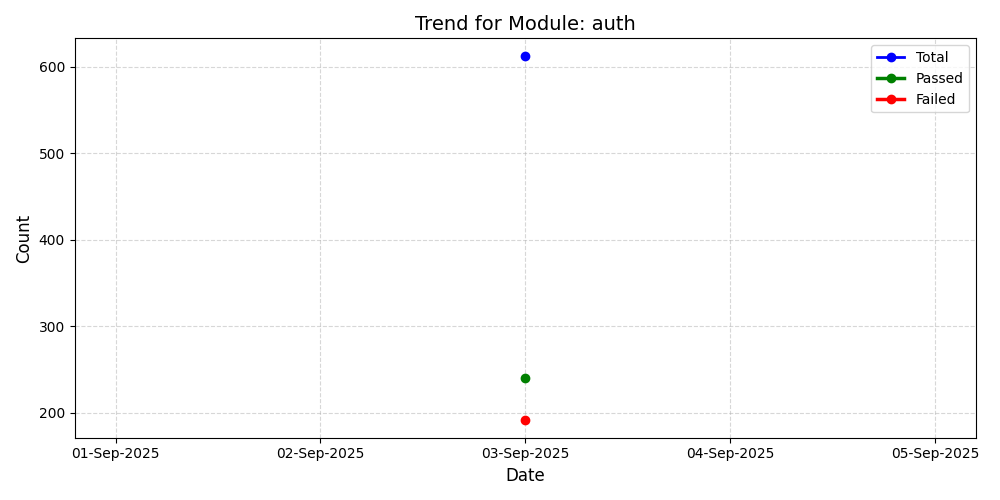 Trend for Module: auth
Total
Passed
Failed
600
500
400
300
200
Count
01-Sep-2025
02-Sep-2025
03-Sep-2025
04-Sep-2025
05-Sep-2025
Date